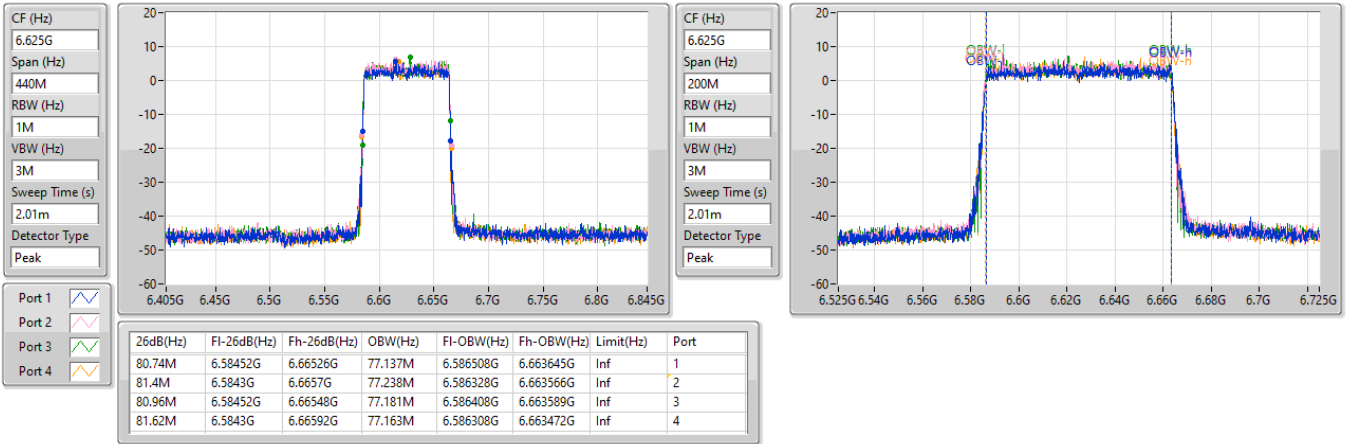 CF (Hz)
6.625G
Span (Hz)
440M
RBW (Hz)
1M
VBW (Hz)
3M
Sweep Time (s)
2.01m
Detector Type
Peak
20
10
0
-10
-20
-30
-40
-50
-60
6.405G 6.45G 6.5G 6.55G 6.6G 6.65G 6.7G 6.75G 6.8G 6.845G
CF (Hz)
6.625G
Span (Hz)
200M
RBW (Hz)
1M
VBW (Hz)
3M
Sweep Time (s)
2.01m
Detector Type
Peak
20
10
0
-10
-20
-30
-40
-50
-60
OBW-l OBW-h
OBW-l OBW-h
6.525G 6.54G 6.56G 6.58G 6.6G 6.62G 6.64G 6.66G 6.68G 6.7G 6.725G
Port 1
Port 2
Port 3
Port 4
26dB(Hz) Fl-26dB(Hz) Fh-26dB(Hz) OBW(Hz) Fl-OBW(Hz) Fh-OBW(Hz) Limit(Hz) Port
80.74M 6.58452G 6.66526G 77.137M 6.586508G 6.663645G Inf 1
81.4M 6.5843G 6.6657G 77.238M 6.586328G 6.663566G Inf 2
80.96M 6.58452G 6.66548G 77.181M 6.586408G 6.663589G Inf 3
81.62M 6.5843G 6.66592G 77.163M 6.586308G 6.663472G Inf 4